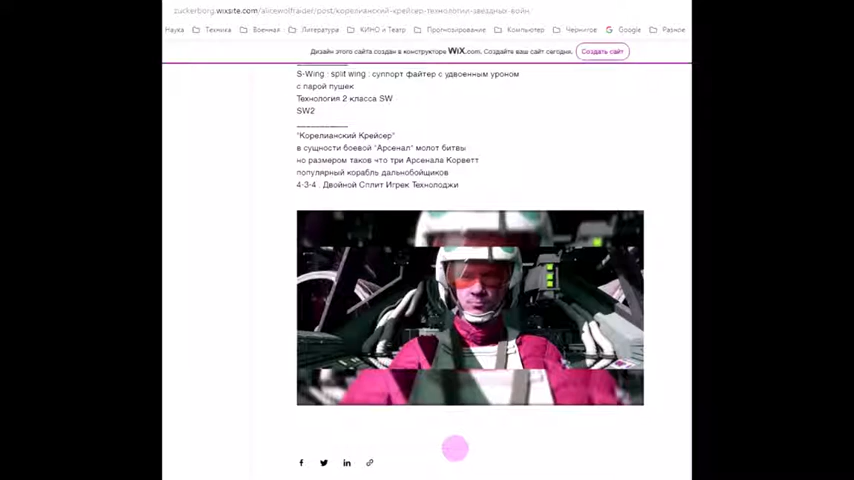 zuckerborg.wixsite.com/alicewolfraider/post/корелианский-крейсер-технологии-звездных-войн
Наука Техника Военная Литература КИНО и Театр Прогнозирование Компьютер Чернитов Google Разное
Дизайн этого сайта создан в конструкторе WiX.com. Создайте ваш сайт сегодня. Создать сайт
S-Wing : split wing : суппорт файтер с удвоенным уроном
с парой пушек
Технология 2 класса SW
SW2
"Корелианский Крейсер"
в сущности боевой "Арсенал" молот битвы
но размером таков что три Арсенала Корветт
популярный корабль дальнобойщиков
4-3-4 . Двойной Сплит Игрек Технолоджи